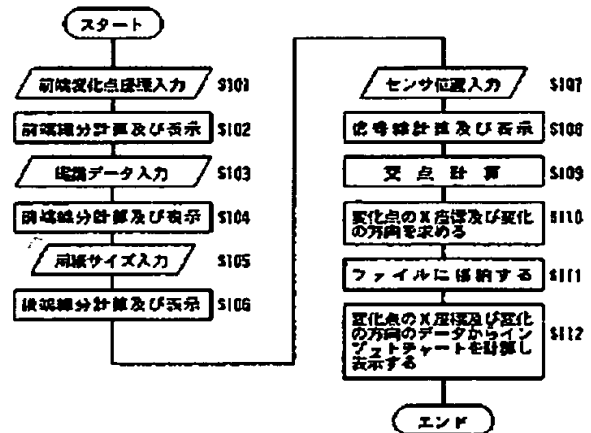 スタート
前端変化点座標入力 S101
前端線分計算及び表示 S102
データ入力 S103
前端線分計算及び表示 S104
用紙サイズ入力 S105
後端線分計算及び表示 S106
センサ位置入力 S107
信号線計算及び表示 S108
交点計算 S109
変化点のX座標及び変化
の方向を求める S110
ファイルに格納する S111
変化点のX座標及び変化
の方向のデータからイン
プットチャートを計算し
表示する S112
エンド